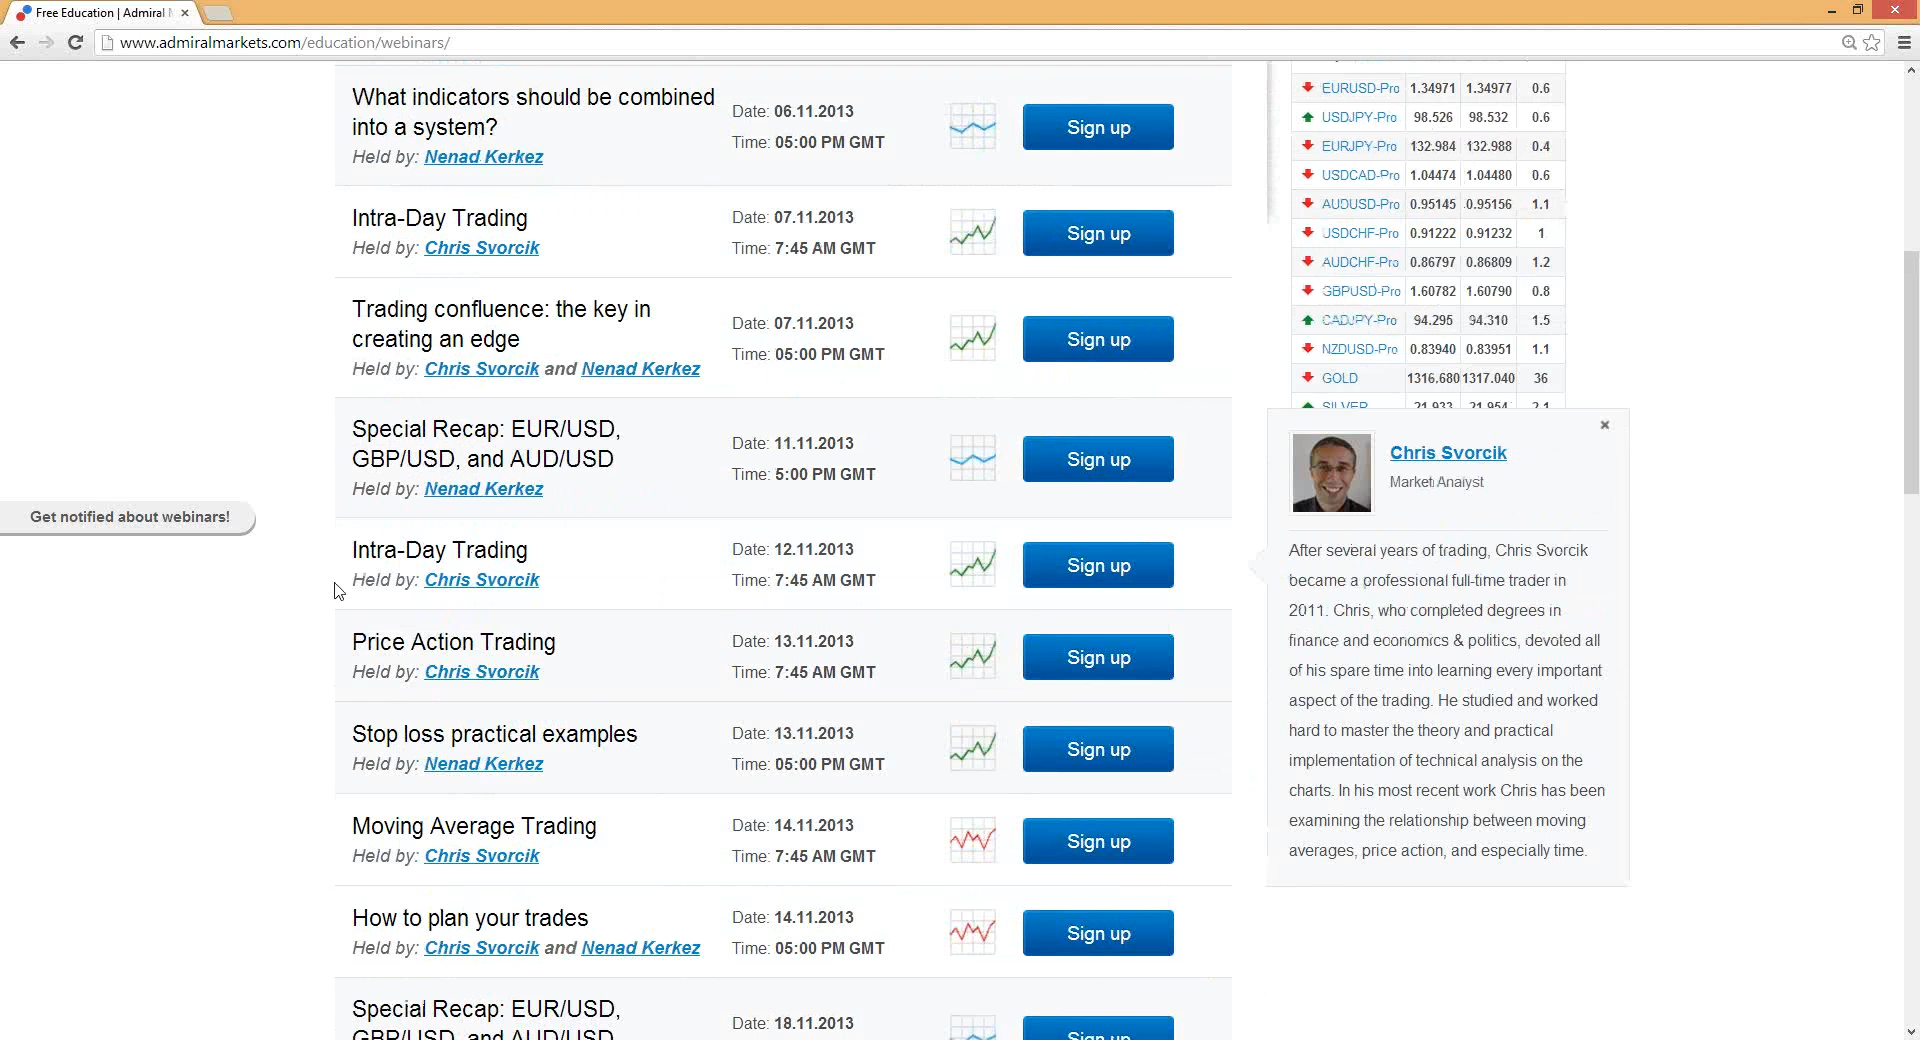 Free Education | Admiral M
www.admiralmarkets.com/education/webinars/
What indicators should be combined
into a system?
Held by: Nenad Kerkez
Date: 06.11.2013
Time: 05:00 PM GMT
Sign up
Intra-Day Trading
Held by: Chris Svorcik
Date: 07.11.2013
Time: 7:45 AM GMT
Sign up
Trading confluence: the key in
creating an edge
Held by: Chris Svorcik and Nenad Kerkez
Date: 07.11.2013
Time: 05:00 PM GMT
Sign up
Special Recap: EUR/USD,
GBP/USD, and AUD/USD
Held by: Nenad Kerkez
Date: 11.11.2013
Time: 5:00 PM GMT
Sign up
Get notified about webinars!
Intra-Day Trading
Held by: Chris Svorcik
Date: 12.11.2013
Time: 7:45 AM GMT
Sign up
Price Action Trading
Held by: Chris Svorcik
Date: 13.11.2013
Time: 7:45 AM GMT
Sign up
Stop loss practical examples
Held by: Nenad Kerkez
Date: 13.11.2013
Time: 05:00 PM GMT
Sign up
Moving Average Trading
Held by: Chris Svorcik
Date: 14.11.2013
Time: 7:45 AM GMT
Sign up
How to plan your trades
Held by: Chris Svorcik and Nenad Kerkez
Date: 14.11.2013
Time: 05:00 PM GMT
Sign up
Special Recap: EUR/USD,
GBP/USD, and AUD/USD
Date: 18.11.2013
Sign up
EURUSD-Pro 1.34971 1.34977 0.6
USDJPY-Pro 98.526 98.532 0.6
EURJPY-Pro 132.984 132.988 0.4
USDCAD-Pro 1.04474 1.04480 0.6
AUDUSD-Pro 0.95145 0.95156 1.1
USDCHF-Pro 0.91222 0.91232 1
AUDCHF-Pro 0.86797 0.86809 1.2
GBPUSD-Pro 1.60782 1.60790 0.8
CADJPY-Pro 94.295 94.310 1.5
NZDUSD-Pro 0.83940 0.83951 1.1
GOLD 1316.680 1317.040 36
SILVER 21.933 21.954 2.1
Chris Svorcik
Market Analyst
After several years of trading, Chris Svorcik
became a professional full-time trader in
2011. Chris, who completed degrees in
finance and economics & politics, devoted all
of his spare time into learning every important
aspect of the trading. He studied and worked
hard to master the theory and practical
implementation of technical analysis on the
charts. In his most recent work Chris has been
examining the relationship between moving
averages, price action, and especially time.